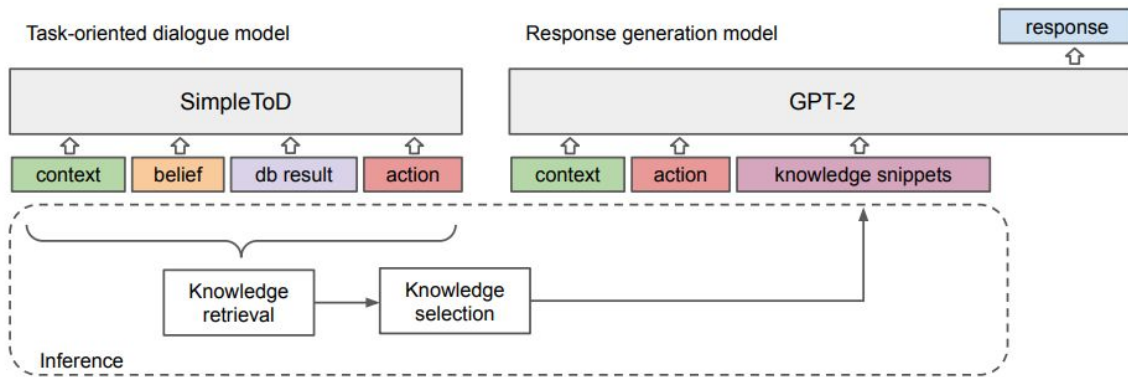 Task-oriented dialogue model
Response generation model
response
SimpleToD
GPT-2
context
belief
db result
action
context
action
knowledge snippets
Knowledge
retrieval
Knowledge
selection
Inference